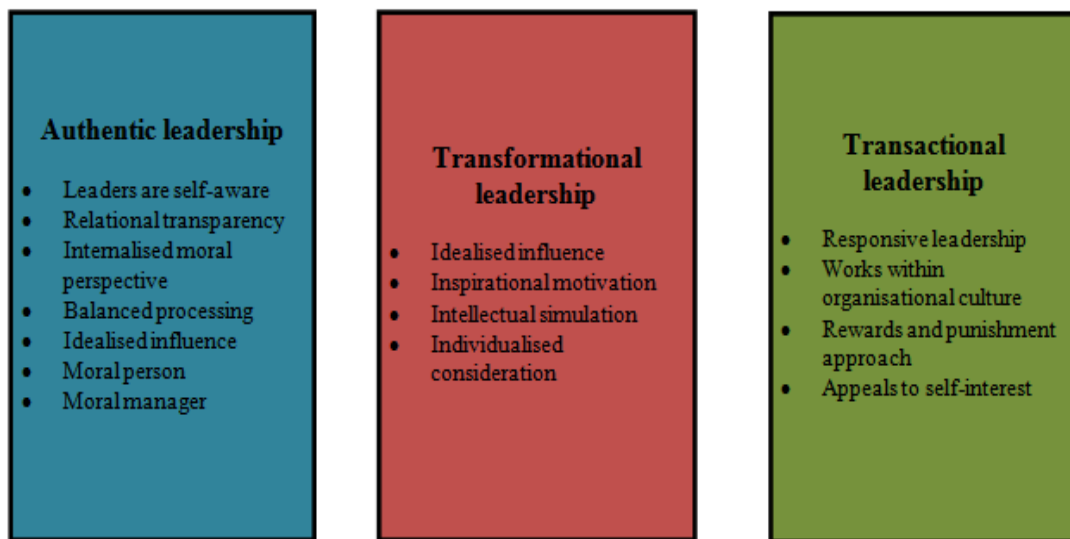 Authentic leadership
• Leaders are self-aware
• Relational transparency
• Internalised moral
perspective
• Balanced processing
• Idealised influence
• Moral person
• Moral manager
Transformational
leadership
• Idealised influence
• Inspirational motivation
• Intellectual simulation
• Individualised
consideration
Transactional
leadership
• Responsive leadership
• Works within
organisational culture
• Rewards and punishment
approach
• Appeals to self-interest